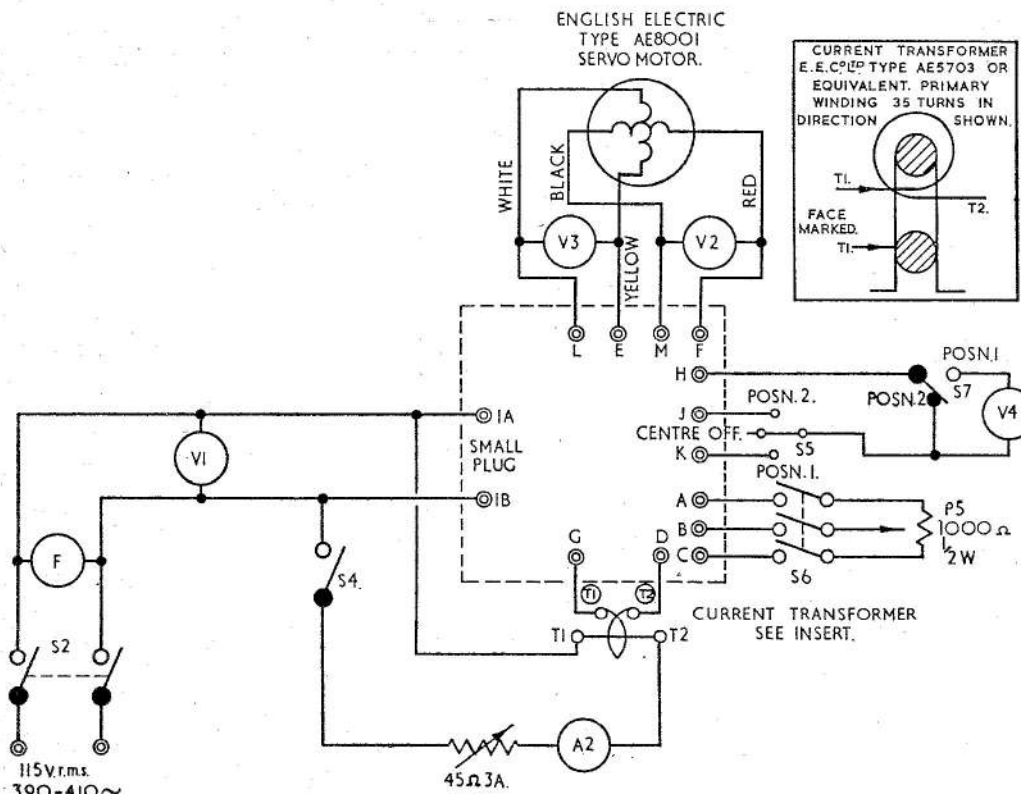 ENGLISH ELECTRIC
TYPE AE8001
SERVO MOTOR.
CURRENT TRANSFORMER
E.E.Cº Lᵀᴰ TYPE AE5703 OR
EQUIVALENT. PRIMARY
WINDING 35 TURNS IN
DIRECTION SHOWN.
T1.
T2.
FACE
MARKED.
T1.
WHITE
BLACK
RED
YELLOW
V3
V2
L
E
M
F
H
POSN.1
S7
POSN.2
V4
J
POSN. 2.
CENTRE OFF.
S5
K
POSN. 1.
1A
SMALL
PLUG
1B
V1
F
S4
S2
A
B
C
S6
P5
1000 Ω
1/2 W
G
D
T1
T2
T1
T2
CURRENT TRANSFORMER
SEE INSERT.
A2
45Ω 3A.
115V.r.m.s.
390-410~